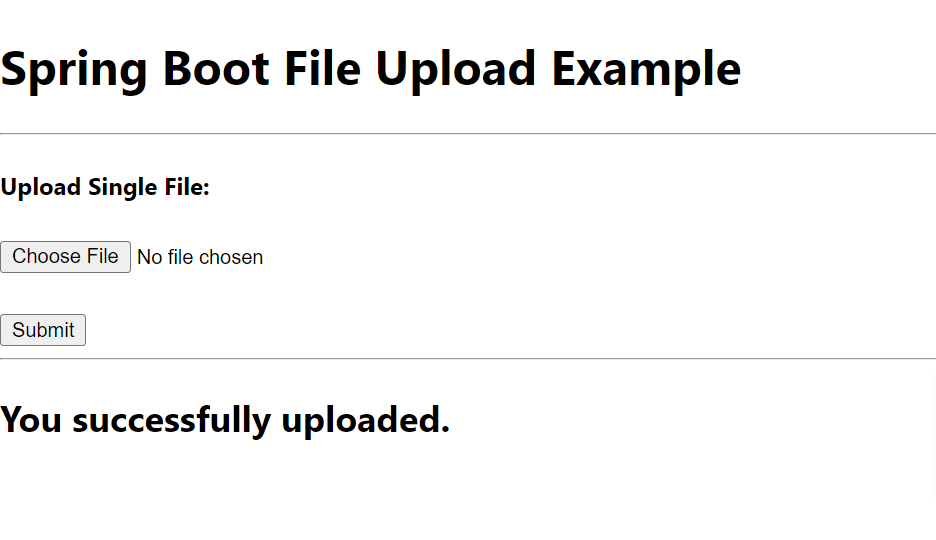 Spring Boot File Upload Example
Upload Single File:
Choose File No file chosen
Submit
You successfully uploaded.